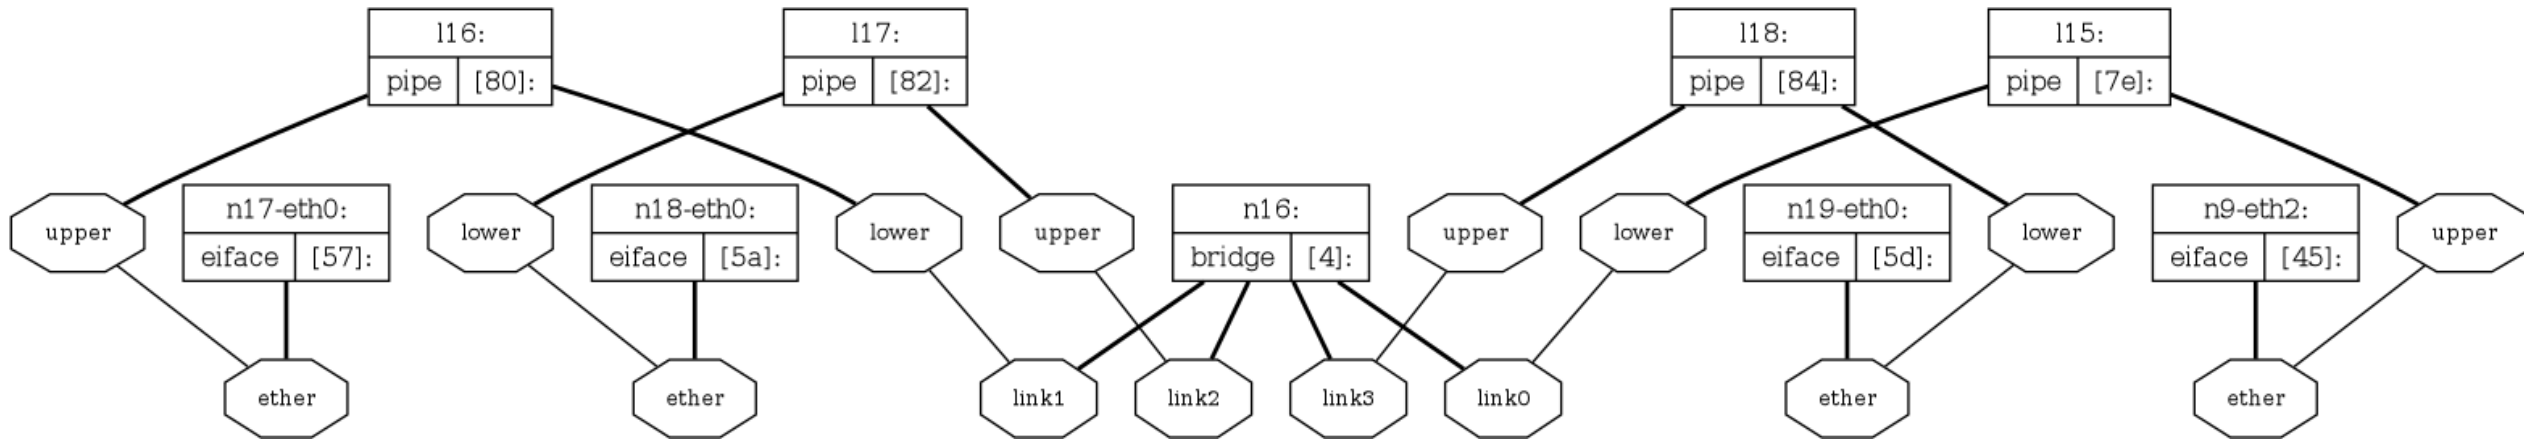 l16:
pipe [80]:
l17:
pipe [82]:
l18:
pipe [84]:
l15:
pipe [7e]:
upper
n17-eth0:
eiface [57]:
lower
n18-eth0:
eiface [5a]:
lower
upper
n16:
bridge [4]:
upper
lower
n19-eth0:
eiface [5d]:
lower
n9-eth2:
eiface [45]:
upper
ether
ether
link1
link2
link3
link0
ether
ether